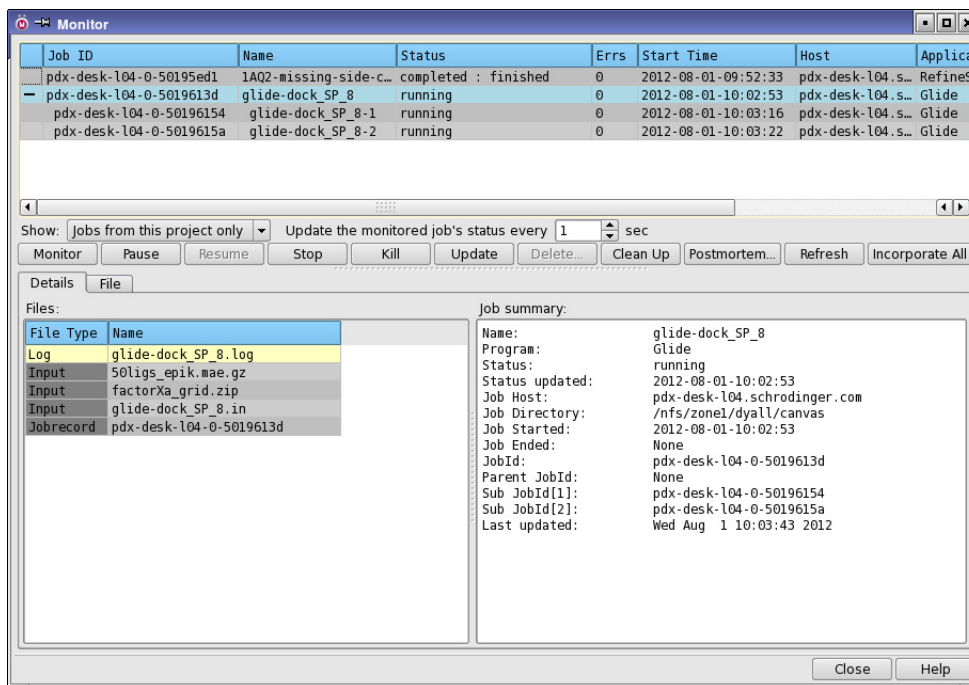 Monitor
Job ID Name Status Errs Start Time Host Applica
pdx-desk-l04-0-50195ed1 1AQ2-missing-side-c… completed : finished 0 2012-08-01-09:52:33 pdx-desk-l04.s… RefineS
pdx-desk-l04-0-5019613d glide-dock_SP_8 running 0 2012-08-01-10:02:53 pdx-desk-l04.s… Glide
pdx-desk-l04-0-50196154 glide-dock_SP_8-1 running 0 2012-08-01-10:03:16 pdx-desk-l04.s… Glide
pdx-desk-l04-0-5019615a glide-dock_SP_8-2 running 0 2012-08-01-10:03:22 pdx-desk-l04.s… Glide
Show: Jobs from this project only Update the monitored job's status every 1 sec
Monitor Pause Resume Stop Kill Update Delete... Clean Up Postmortem... Refresh Incorporate All
Details File
Files:
File Type Name
Log glide-dock_SP_8.log
Input 50ligs_epik.mae.gz
Input factorXa_grid.zip
Input glide-dock_SP_8.in
Jobrecord pdx-desk-l04-0-5019613d
Job summary:
Name: glide-dock_SP_8
Program: Glide
Status: running
Status updated: 2012-08-01-10:02:53
Job Host: pdx-desk-l04.schrodinger.com
Job Directory: /nfs/zone1/dyall/canvas
Job Started: 2012-08-01-10:02:53
Job Ended: None
JobId: pdx-desk-l04-0-5019613d
Parent JobId: None
Sub JobId[1]: pdx-desk-l04-0-50196154
Sub JobId[2]: pdx-desk-l04-0-5019615a
Last updated: Wed Aug  1 10:03:43 2012
Close Help